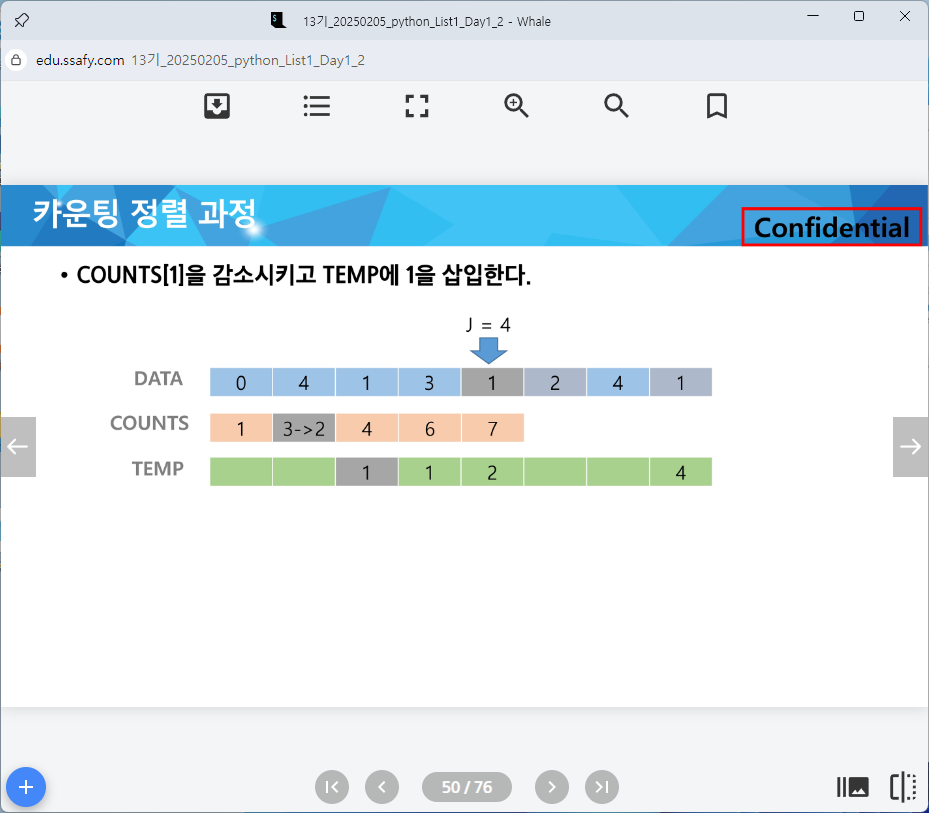 13기_20250205_python_List1_Day1_2 - Whale
edu.ssafy.com 13기_20250205_python_List1_Day1_2
캬운팅 정렬 과정
Confidential
• COUNTS[1]을 감소시키고 TEMP에 1을 삽입한다.
J = 4
DATA 0 4 1 3 1 2 4 1
COUNTS 1 3->2 4 6 7
TEMP 1 1 2 4
50 / 76